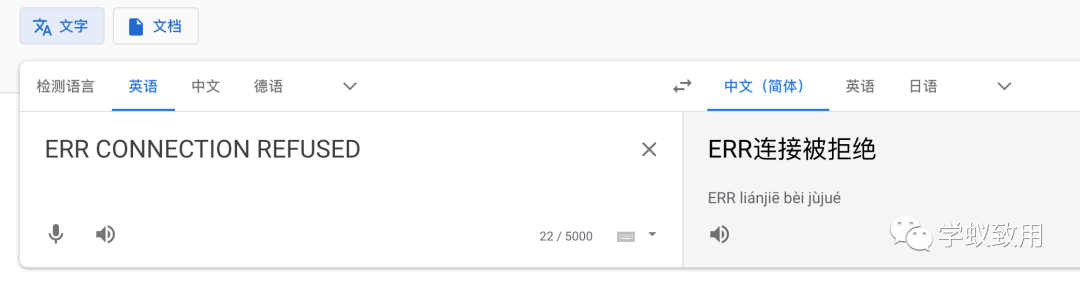 文字 文档
检测语言 英语 中文 德语 中文（简体） 英语 日语
ERR CONNECTION REFUSED
ERR连接被拒绝
ERR liánjiē bèi jùjué
22 / 5000
学蚁致用